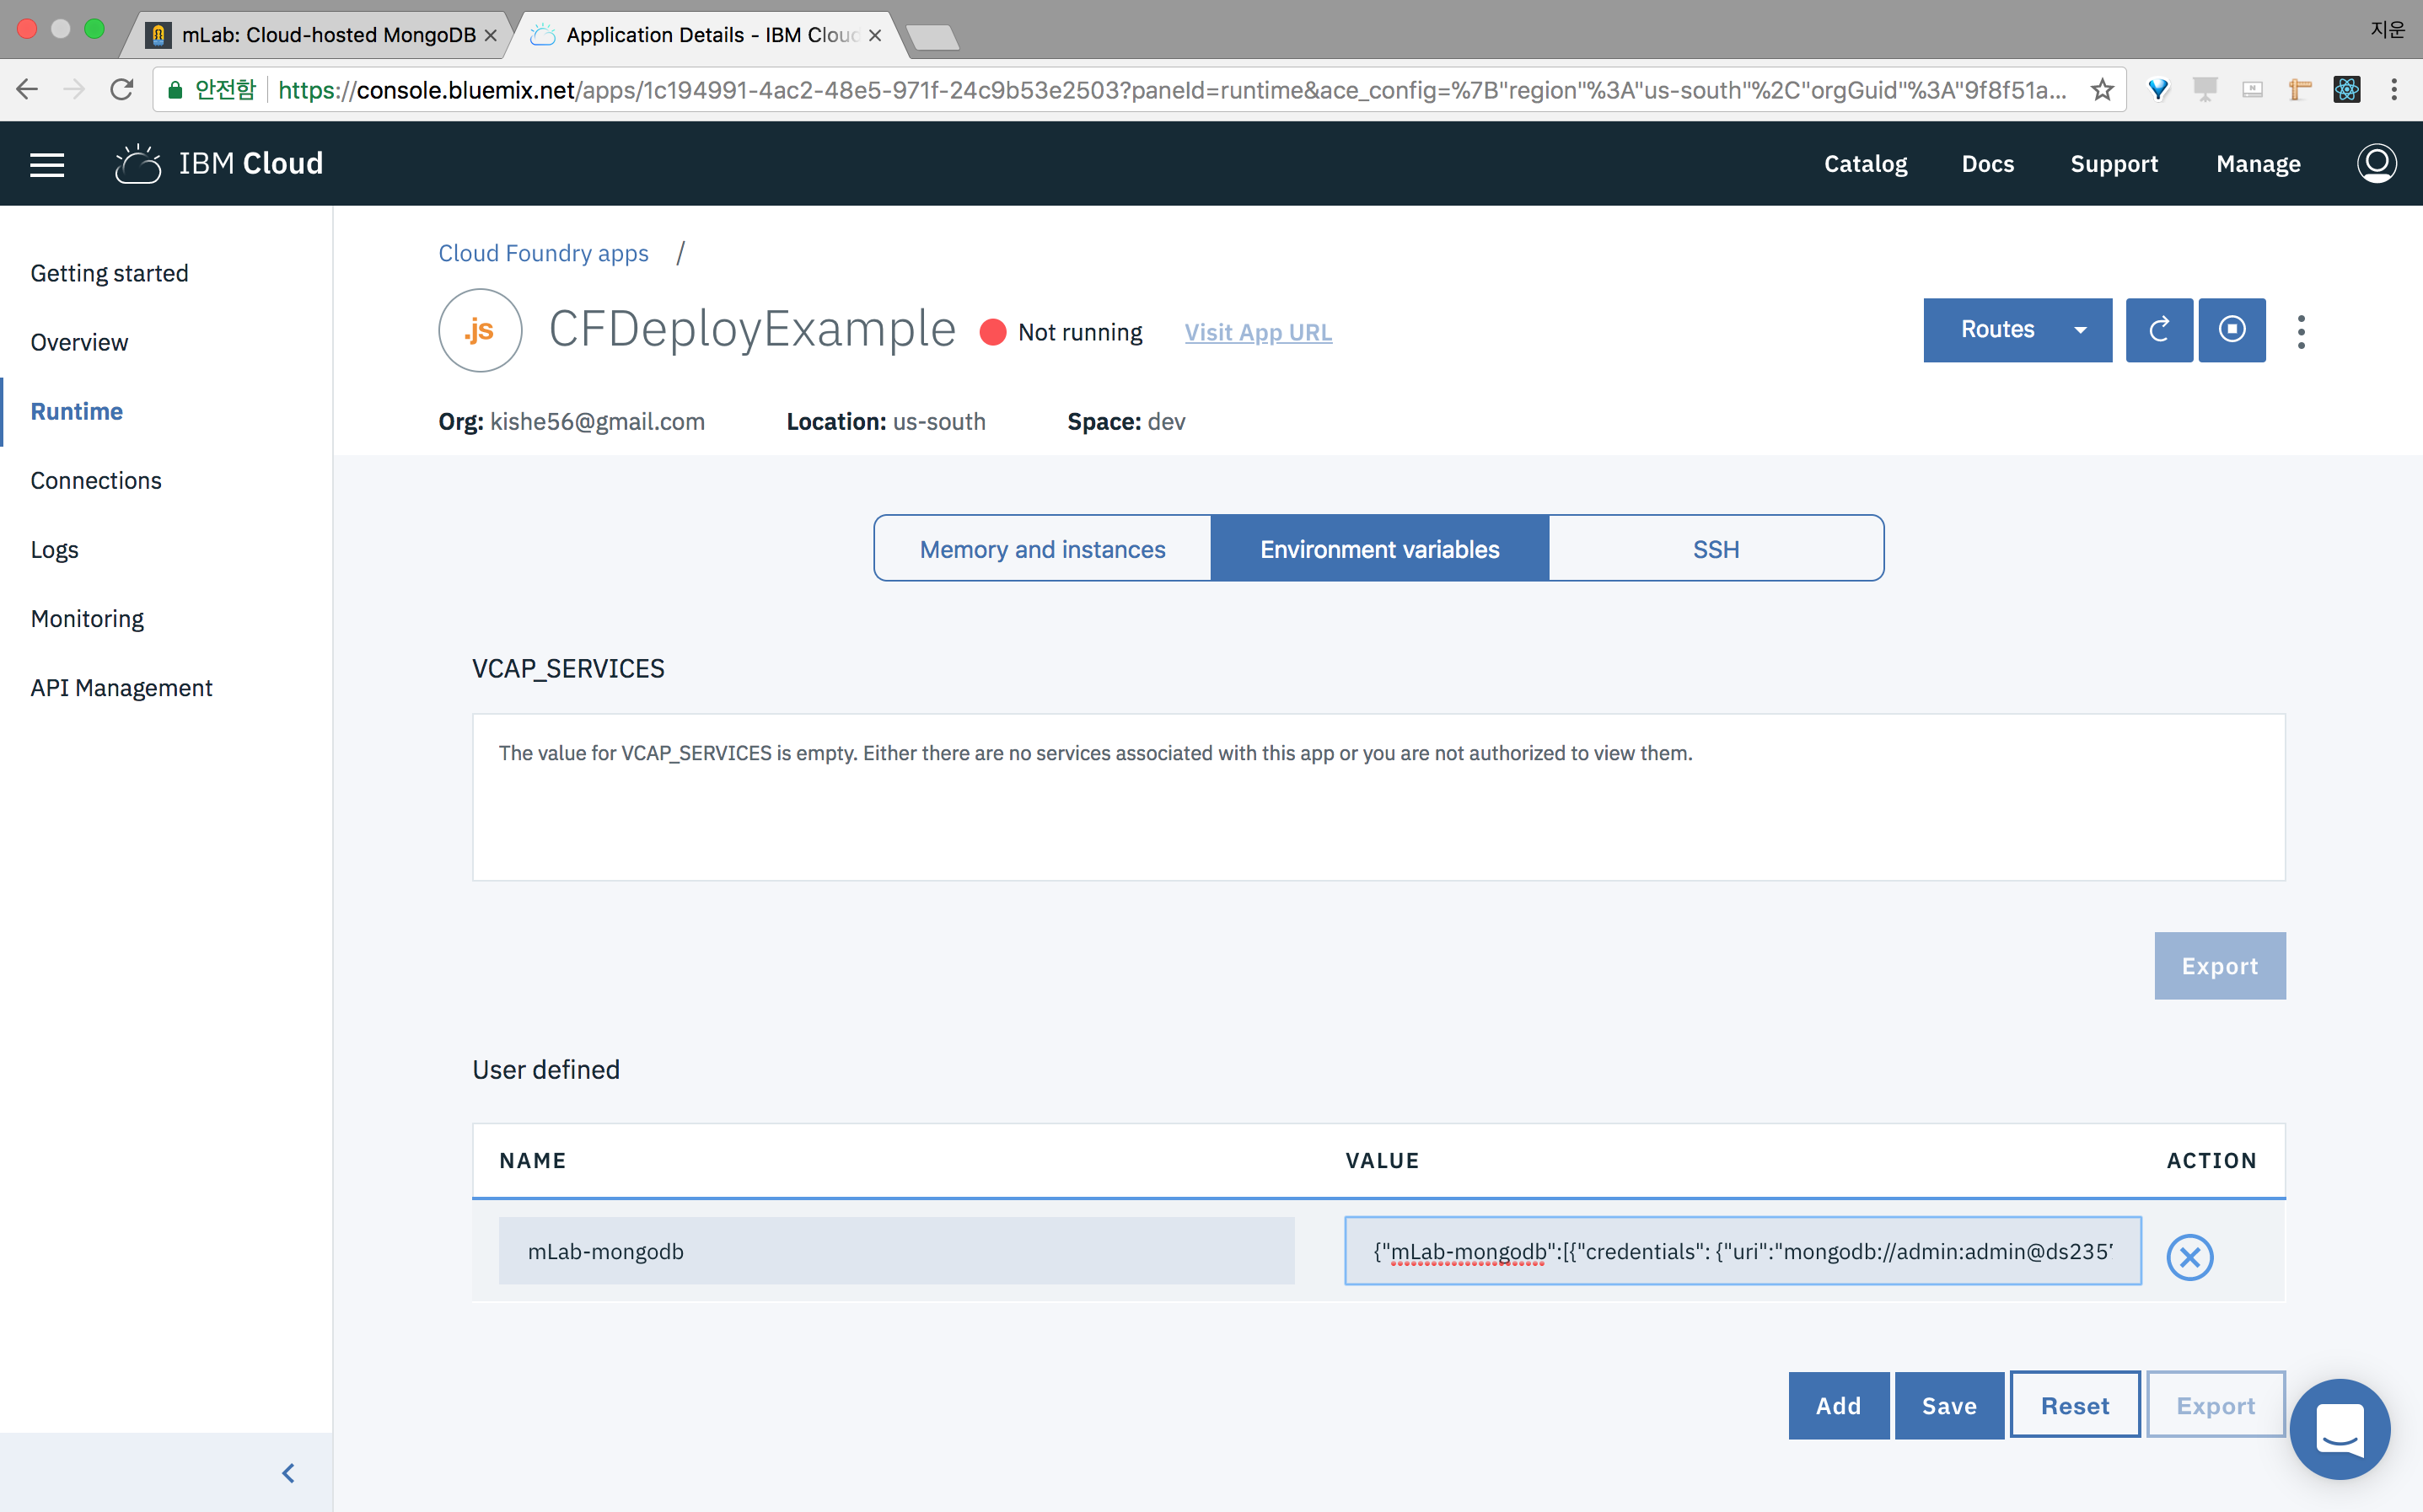 지운
mLab: Cloud-hosted MongoDB
Application Details - IBM Cloud
안전함 https://console.bluemix.net/apps/1c194991-4ac2-48e5-971f-24c9b53e2503?paneId=runtime&ace_config=%7B"region"%3A"us-south"%2C"orgGuid"%3A"9f8f51a...
IBM Cloud
Catalog Docs Support Manage
Getting started
Overview
Runtime
Connections
Logs
Monitoring
API Management
Cloud Foundry apps /
.js CFDeployExample Not running Visit App URL
Routes
Org: kishe56@gmail.com Location: us-south Space: dev
Memory and instances Environment variables SSH
VCAP_SERVICES
The value for VCAP_SERVICES is empty. Either there are no services associated with this app or you are not authorized to view them.
Export
User defined
NAME VALUE ACTION
mLab-mongodb {"mLab-mongodb":[{"credentials": {"uri":"mongodb://admin:admin@ds235
Add Save Reset Export